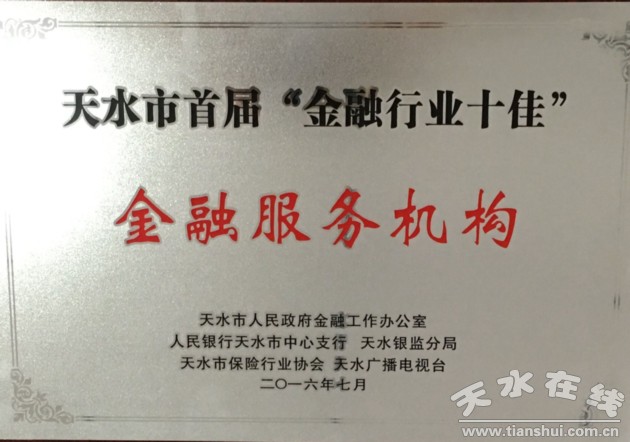 天水市首届“金融行业十佳”
金融服务机构
天水市人民政府金融工作办公室
人民银行天水市中心支行 天水银监分局
天水市保险行业协会 天水广播电视台
二〇一六年七月
天水在线
www.tianshui.com.cn